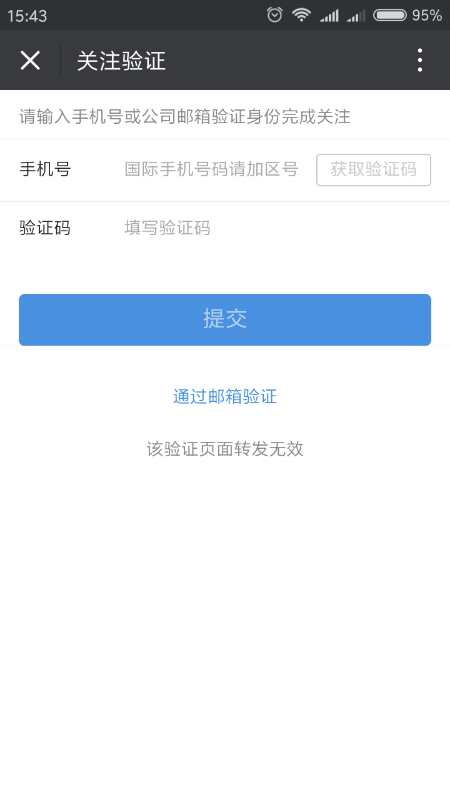 15:43 95%
关注验证
请输入手机号或公司邮箱验证身份完成关注
手机号 国际手机号码请加区号 获取验证码
验证码 填写验证码
提交
通过邮箱验证
该验证页面转发无效